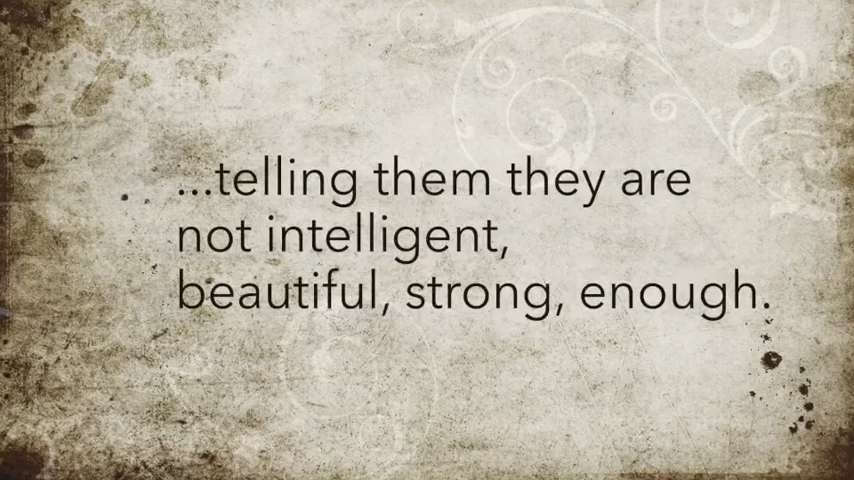 ...telling them they are
not intelligent,
beautiful, strong, enough.